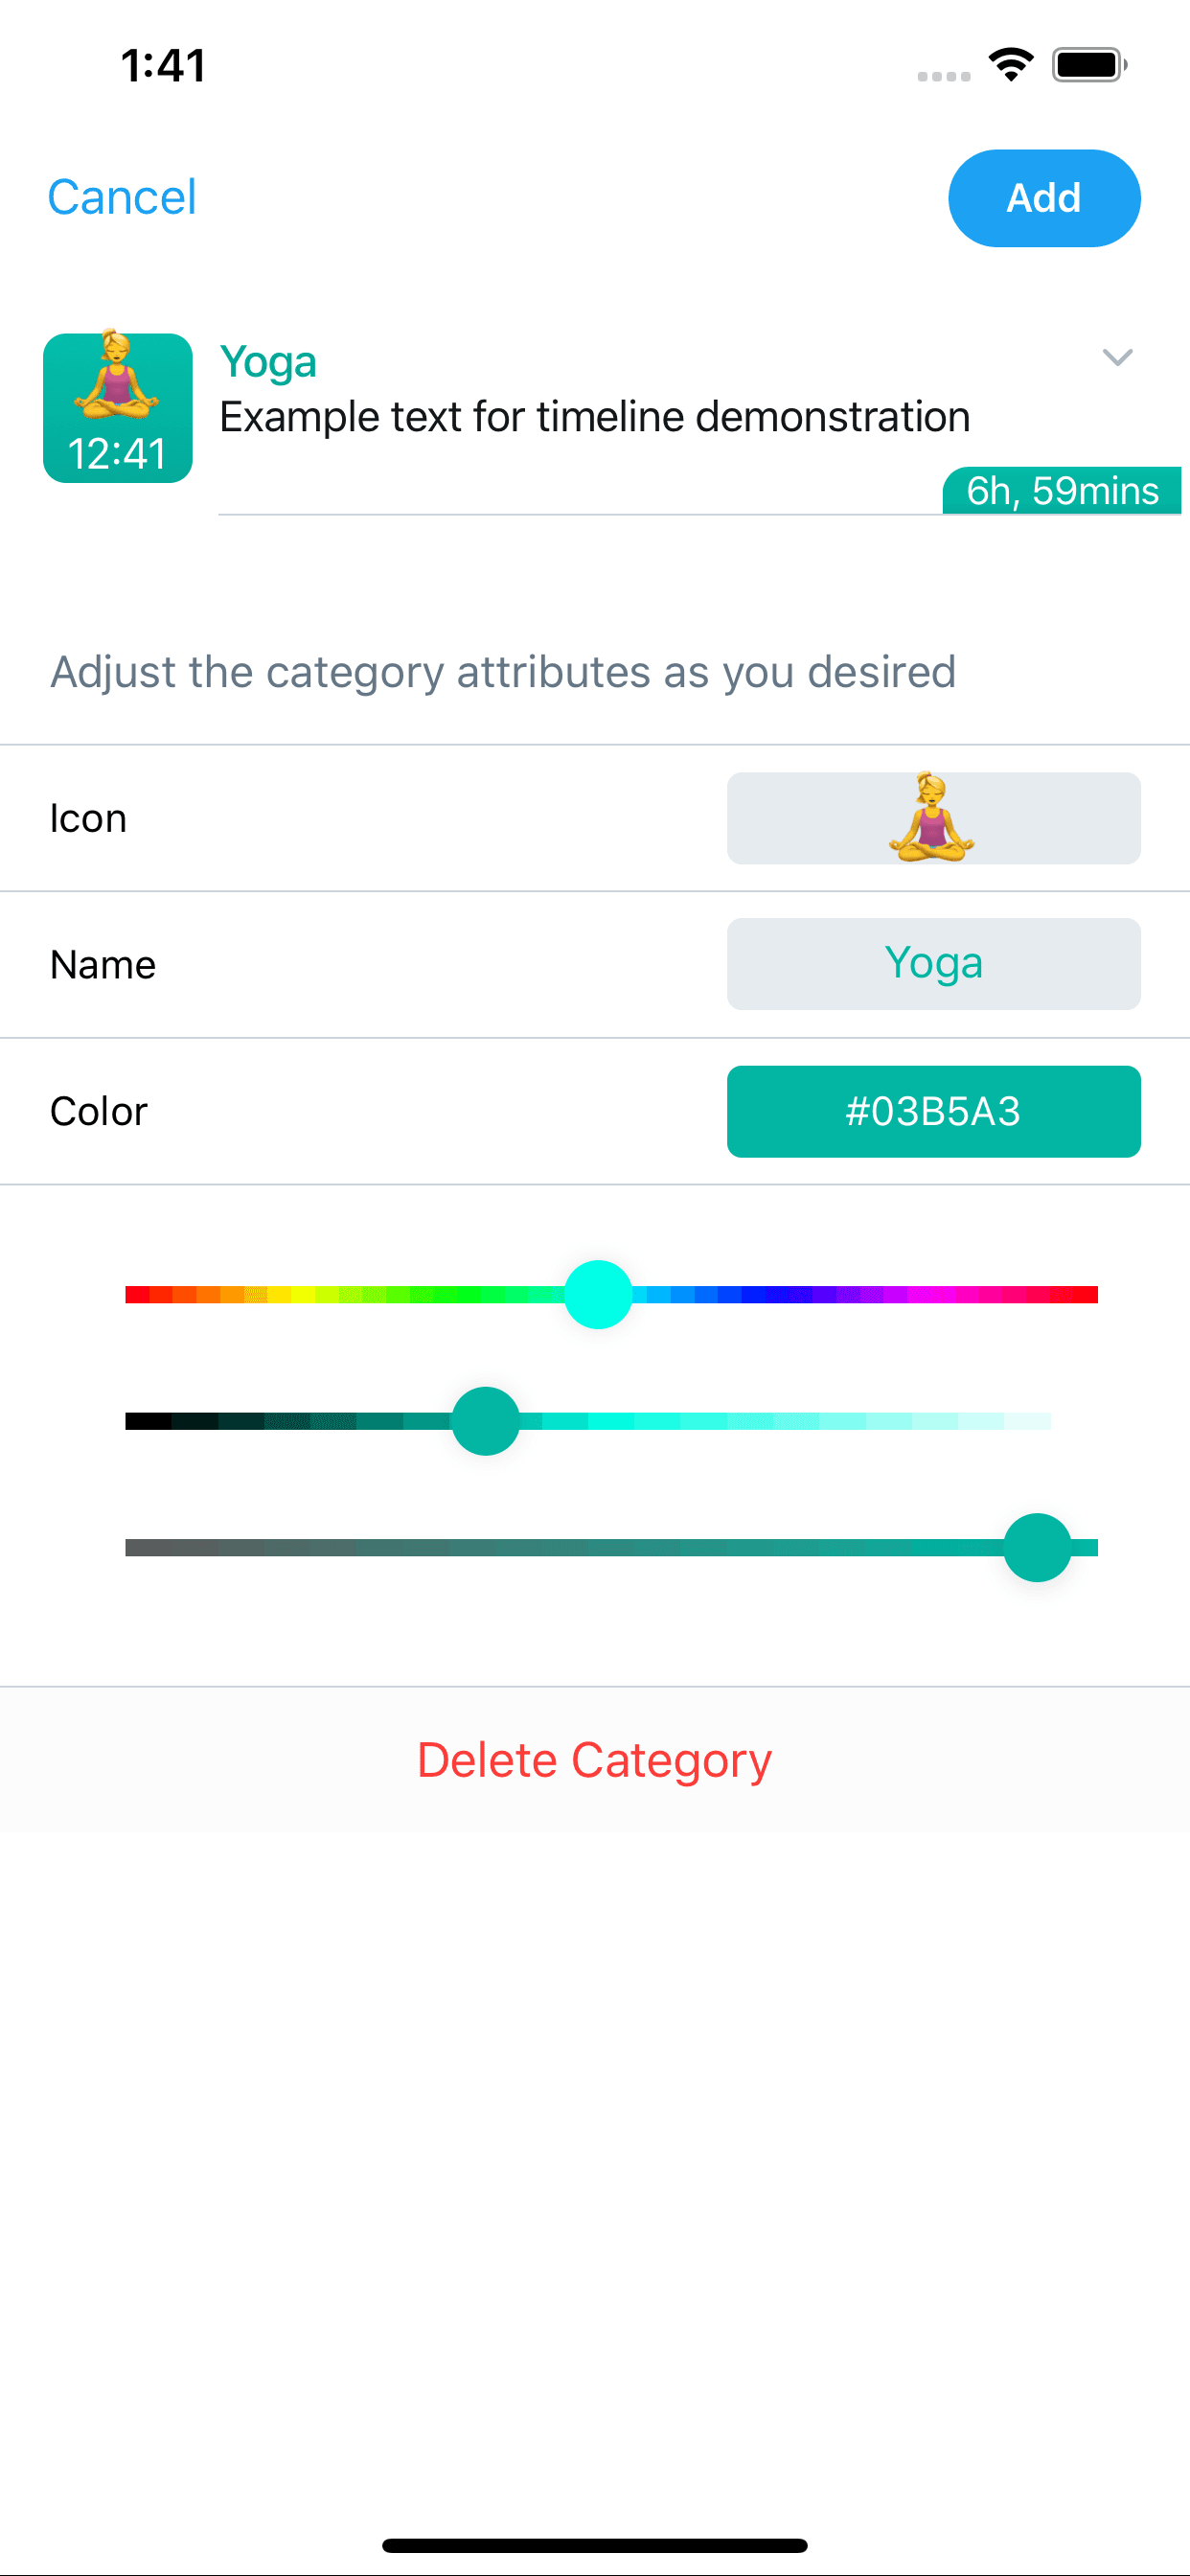 1:41
Cancel
Add
Yoga
Example text for timeline demonstration
12:41
6h, 59mins
Adjust the category attributes as you desired
Icon
Name
Yoga
Color
#03B5A3
Delete Category